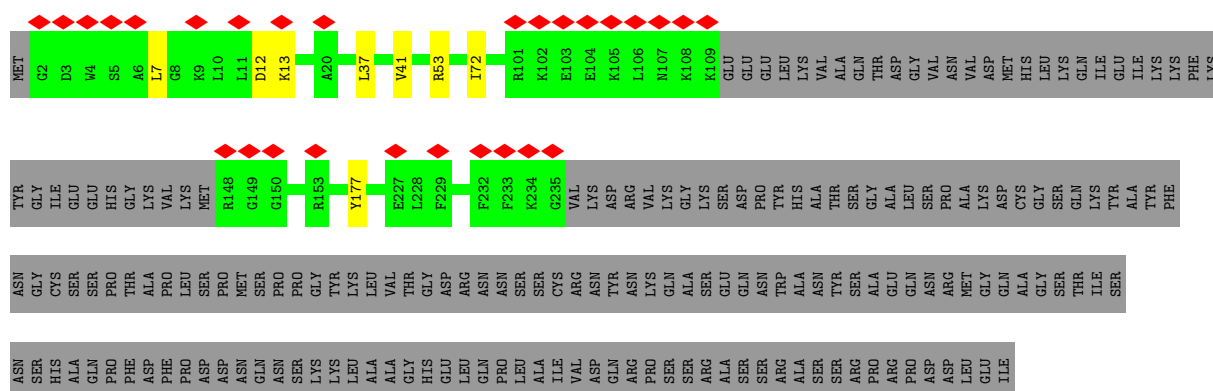 MET G2 D3 W4 S5 A6 L7 G8 K9 L10 L11 D12 K13 A20 L37 V41 R53 I72 R101 K102 E103 E104 K105 L106 N107 K108 K109 GLU GLU GLU LEU LYS VAL ALA GLN THR ASP GLY VAL ASN VAL ASP MET HIS LEU LYS GLN ILE GLU ILE LYS LYS PHE LYS
TYR GLY ILE GLU GLU HIS GLY LYS VAL LYS MET R148 G149 G150 R153 Y177 E227 L228 F229 F232 F233 K234 G235 VAL LYS ASP ARG VAL LYS GLY LYS SER ASP PRO TYR HIS ALA THR SER GLY ALA LEU SER PRO ALA LYS ASP CYS GLY SER GLN LYS TYR ALA TYR PHE
ASN GLY CYS SER SER PRO THR ALA PRO LEU SER PRO MET SER PRO PRO GLY TYR LYS LEU VAL THR GLY ASP ARG ASN ASN SER SER CYS ARG ASN TYR ASN LYS GLN ALA SER GLU GLN ASN TRP ALA ASN TYR SER ALA GLU GLN ASN ARG MET GLY GLN ALA GLY SER THR ILE SER
ASN SER HIS ALA GLN PRO PHE ASP PHE PRO ASP ASP ASN GLN ASN SER LYS LYS LEU ALA ALA GLY HIS GLU LEU GLN PRO LEU ALA ILE VAL ASP GLN ARG PRO SER SER ARG ALA SER SER ARG ALA SER SER ARG PRO ARG PRO ASP ASP LEU GLU ILE